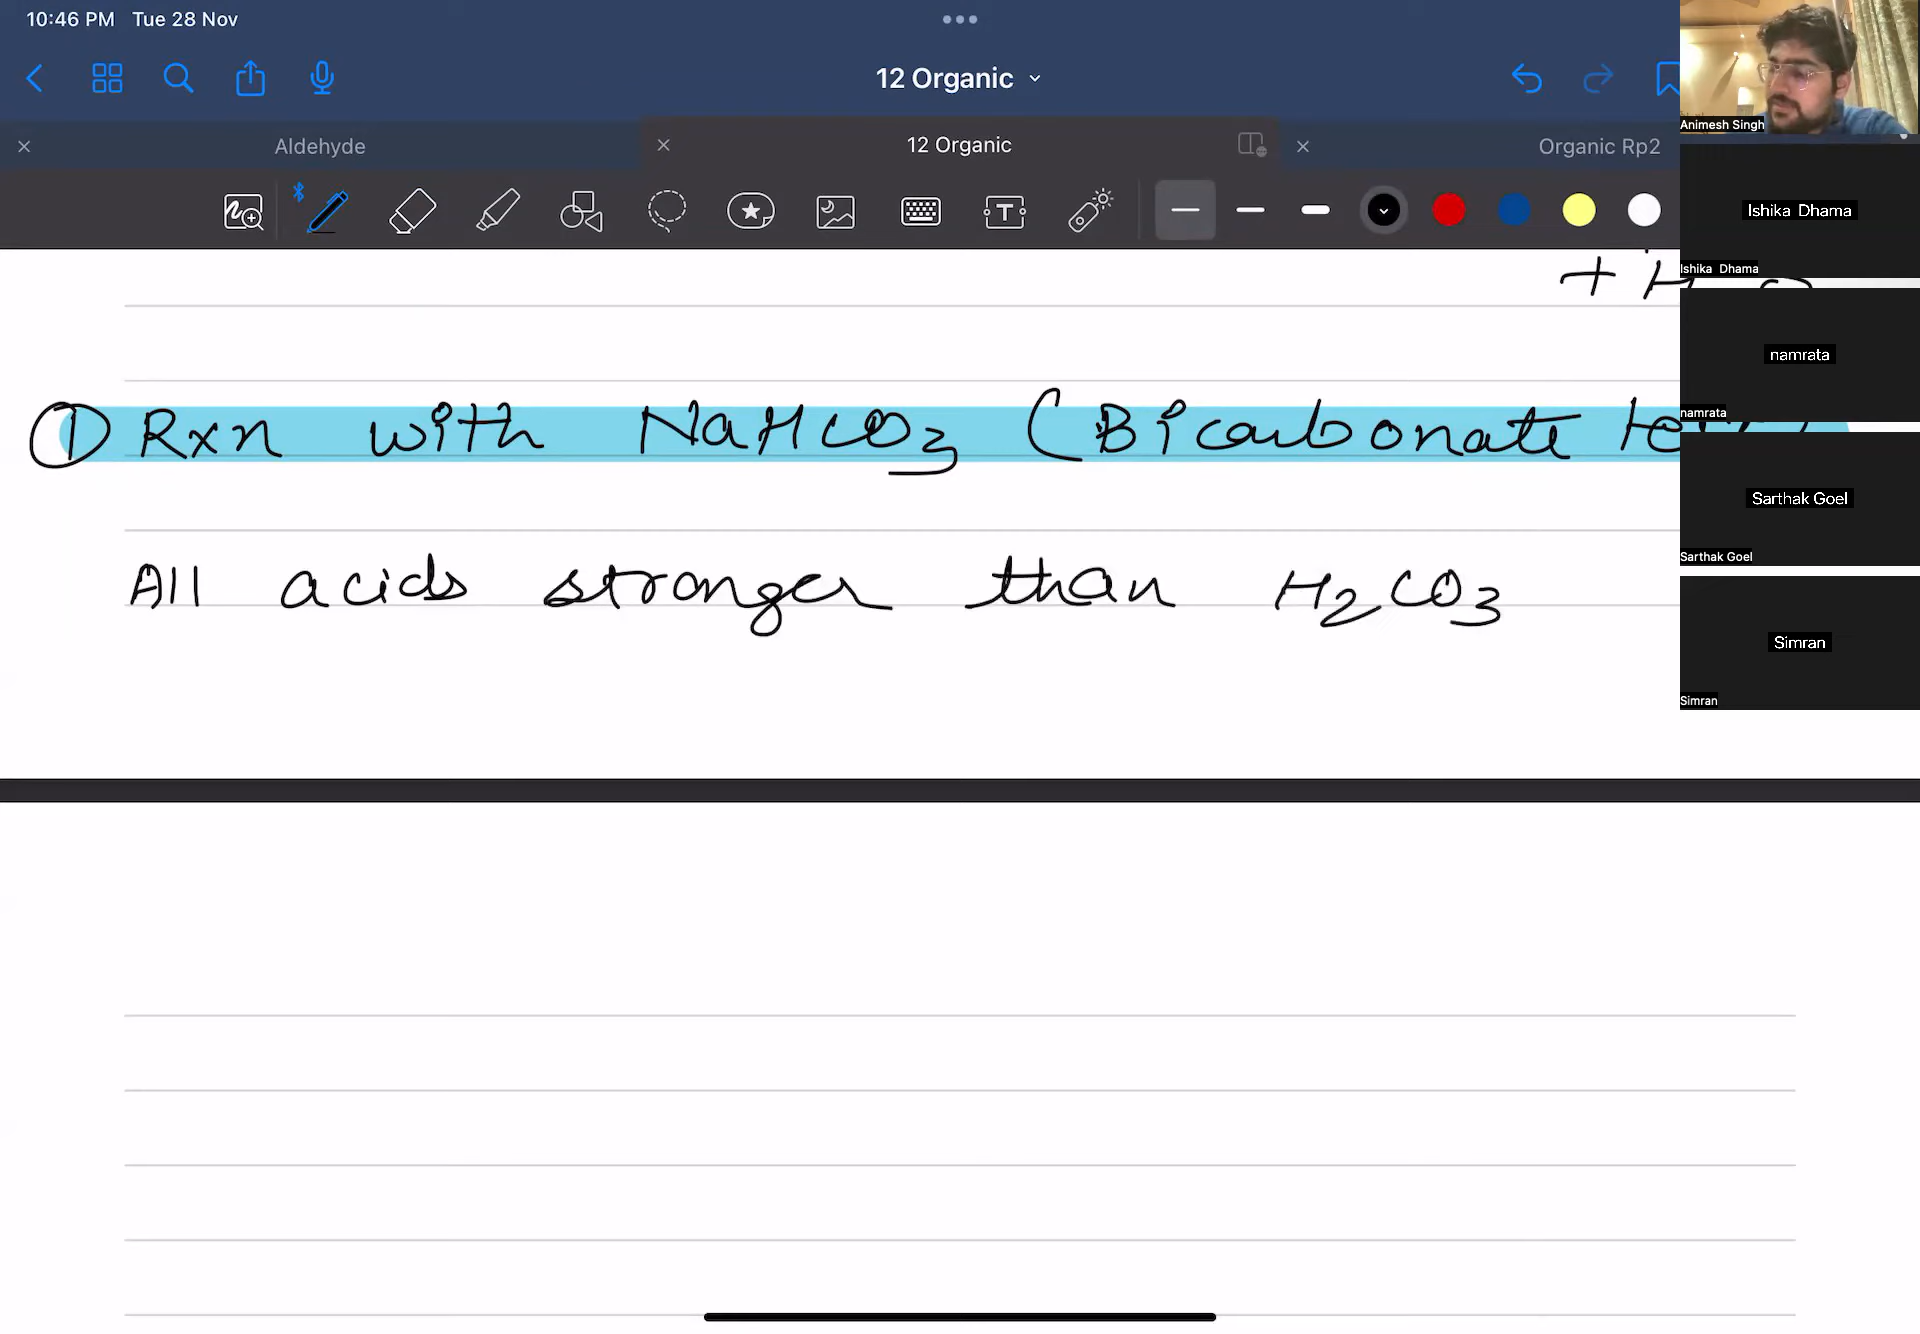 10:46 PM Tue 28 Nov
12 Organic
Aldehyde
12 Organic
Organic Rp2
+ H
① Rxn with NaHCO3 (Bicarbonate
All acids stronger than H2CO3
Animesh Singh
Ishika Dhama
Ishika Dhama
namrata
namrata
Sarthak Goel
Sarthak Goel
Simran
Simran